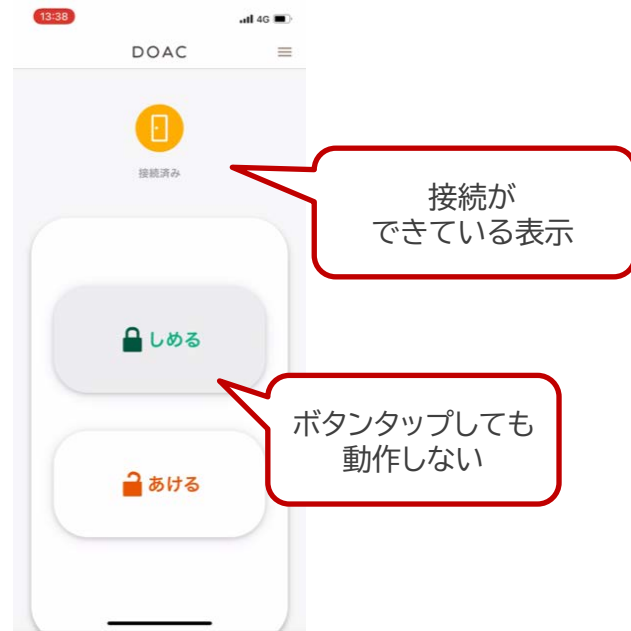 13:38
4G
DOAC
接続済み
接続が
できている表示
しめる
ボタンタップしても
動作しない
あける